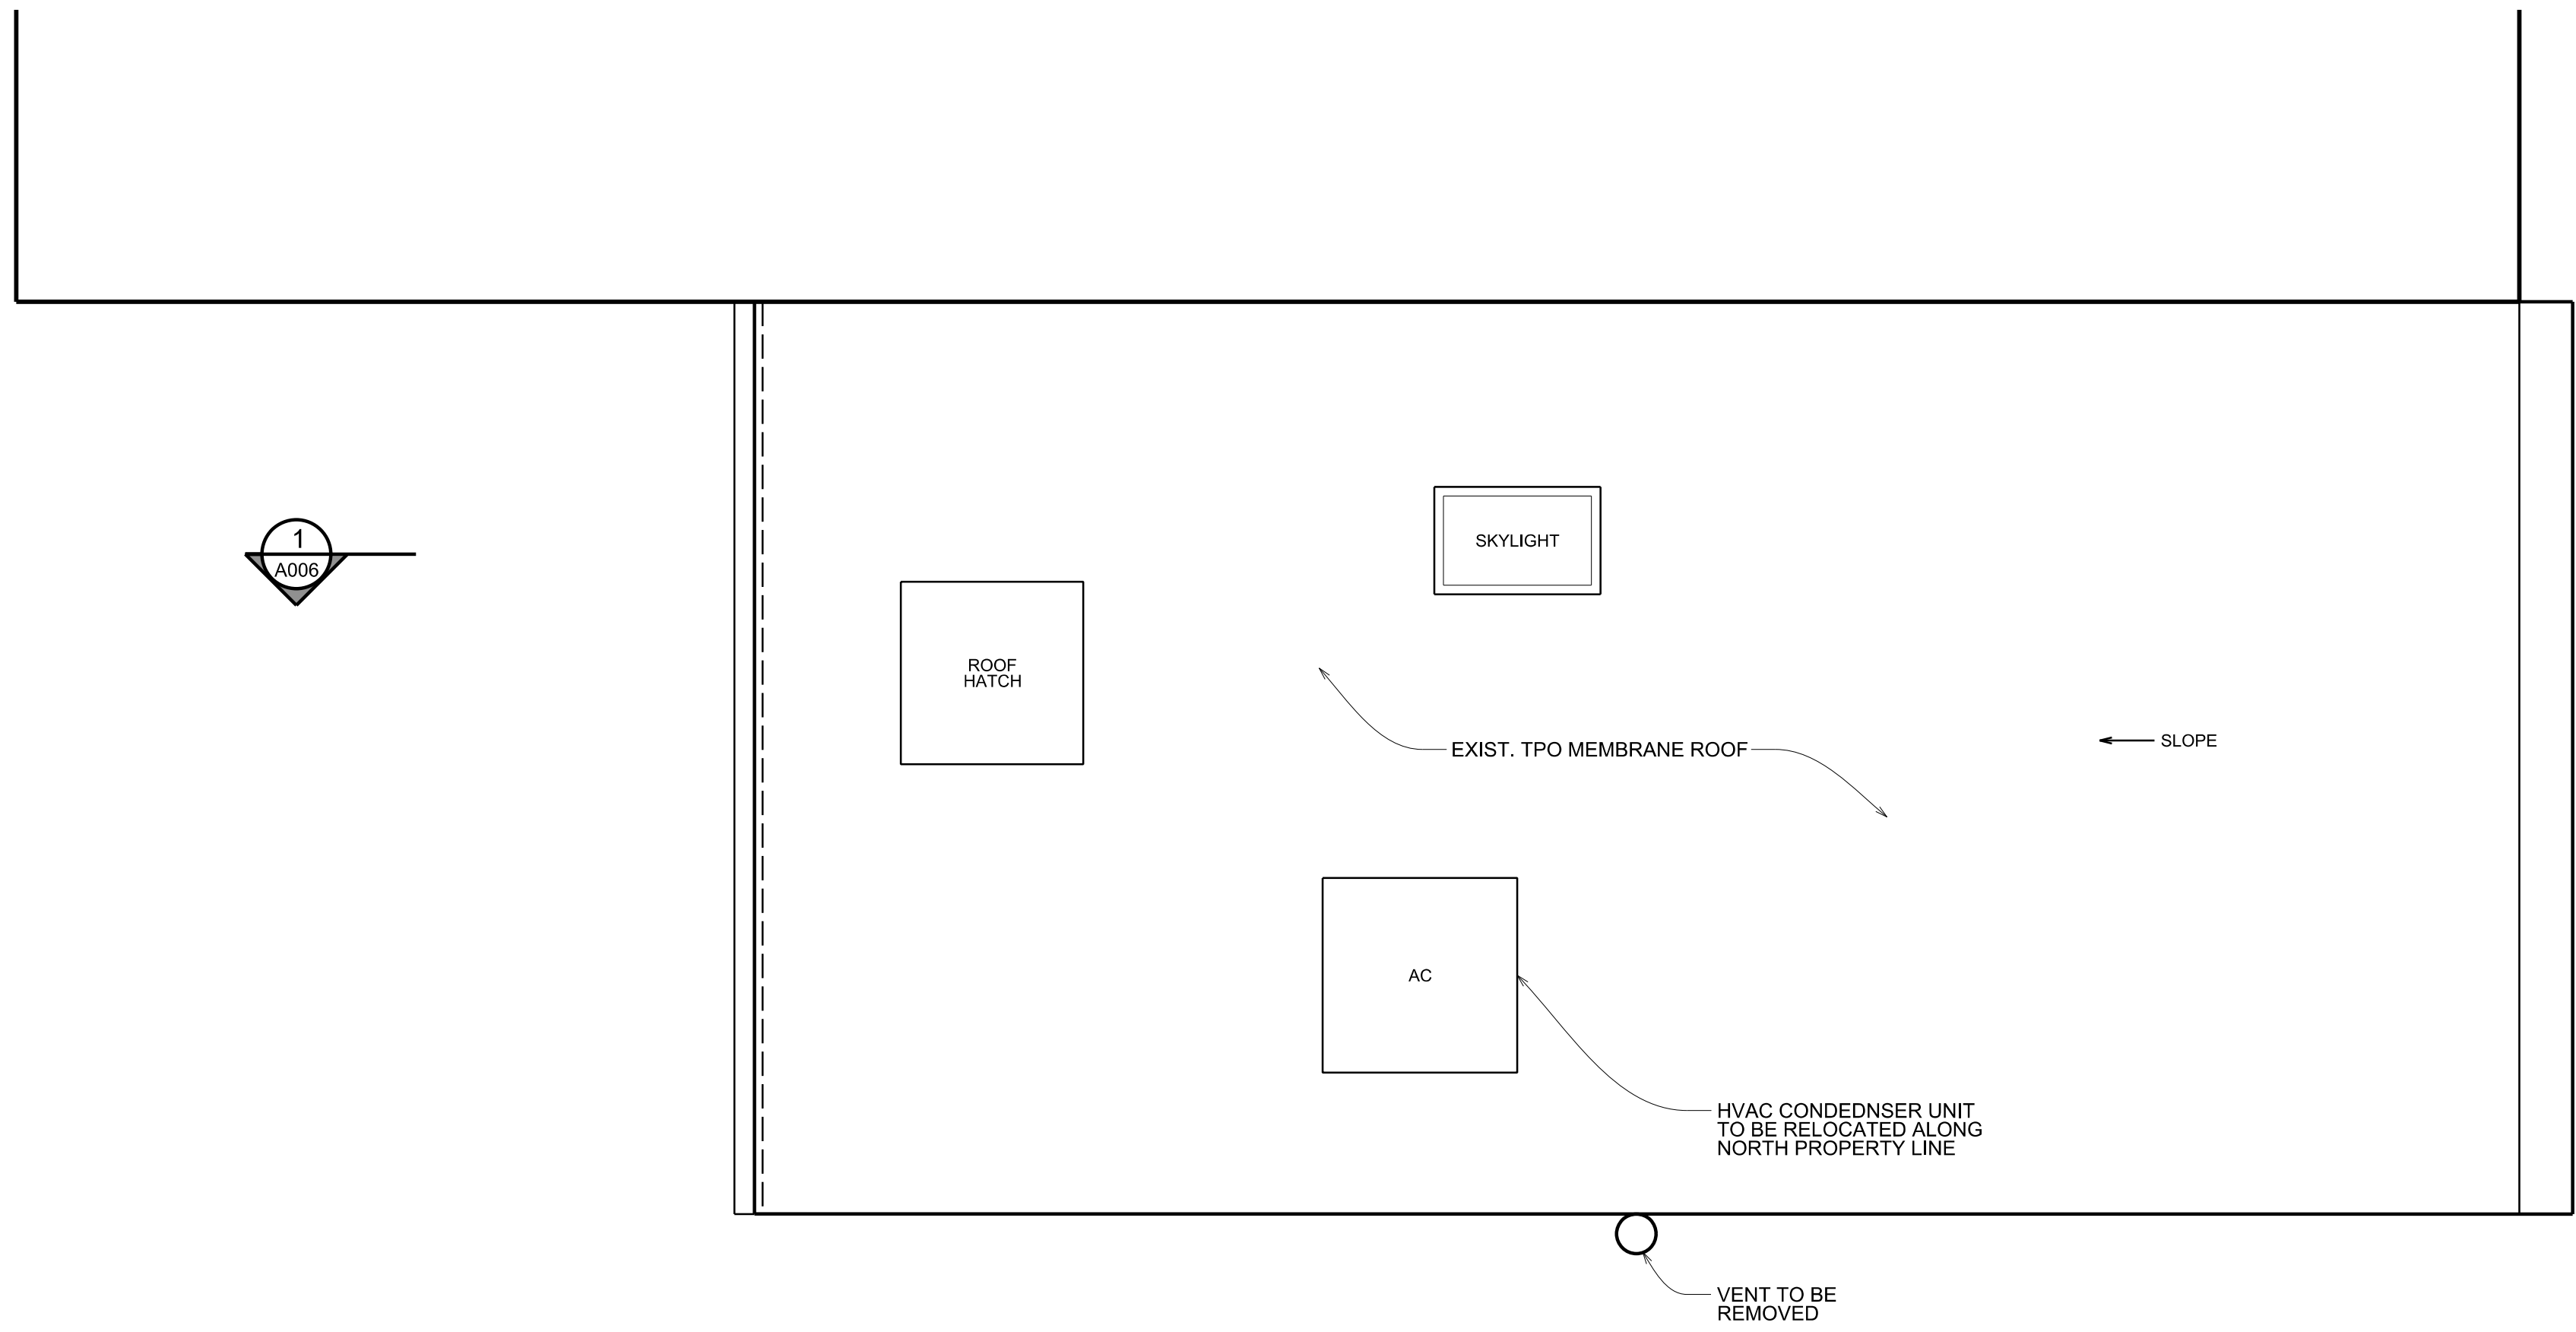 1
A006
SKYLIGHT
ROOF
HATCH
EXIST. TPO MEMBRANE ROOF
SLOPE
AC
HVAC CONDEDNSER UNIT
TO BE RELOCATED ALONG
NORTH PROPERTY LINE
VENT TO BE
REMOVED